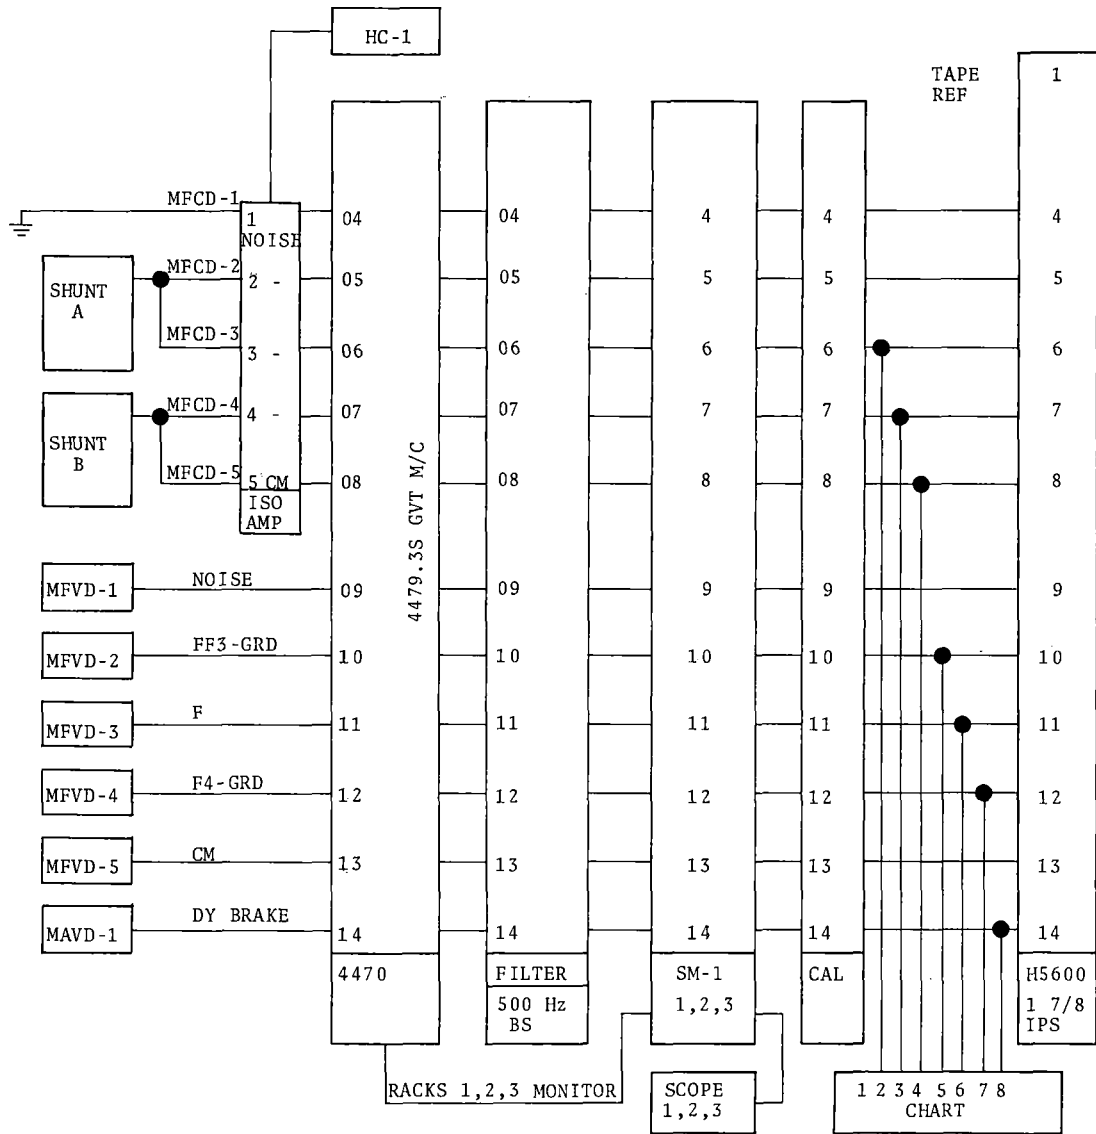 HC-1
TAPE
REF
1
MFCD-1
1
NOISE
04
04
4
4
4
SHUNT
A
MFCD-2
2 -
05
05
5
5
5
MFCD-3
3 -
06
06
6
6
6
SHUNT
B
MFCD-4
4 -
07
07
7
7
7
MFCD-5
5 CM
08
08
8
8
8
ISO
AMP
4479.3S GVT M/C
MFVD-1
NOISE
09
09
9
9
9
MFVD-2
FF3-GRD
10
10
10
10
10
MFVD-3
F
11
11
11
11
11
MFVD-4
F4-GRD
12
12
12
12
12
MFVD-5
CM
13
13
13
13
13
MAVD-1
DY BRAKE
14
14
14
14
14
4470
FILTER
500 Hz
BS
SM-1
1,2,3
CAL
H5600
1 7/8
IPS
RACKS 1,2,3 MONITOR
SCOPE
1,2,3
1 2 3 4 5 6 7 8
CHART